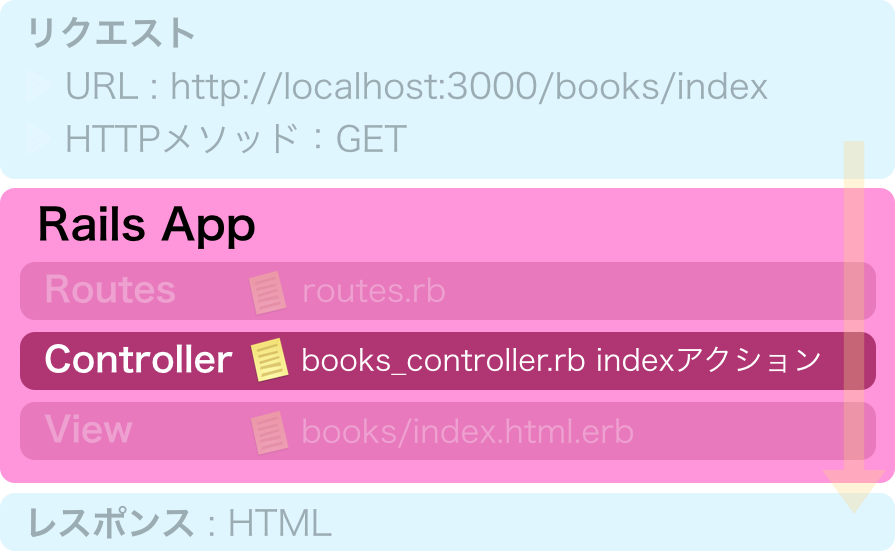 リクエスト
URL : http://localhost:3000/books/index
HTTPメソッド：GET
Rails App
Routes routes.rb
Controller books_controller.rb indexアクション
View books/index.html.erb
レスポンス : HTML